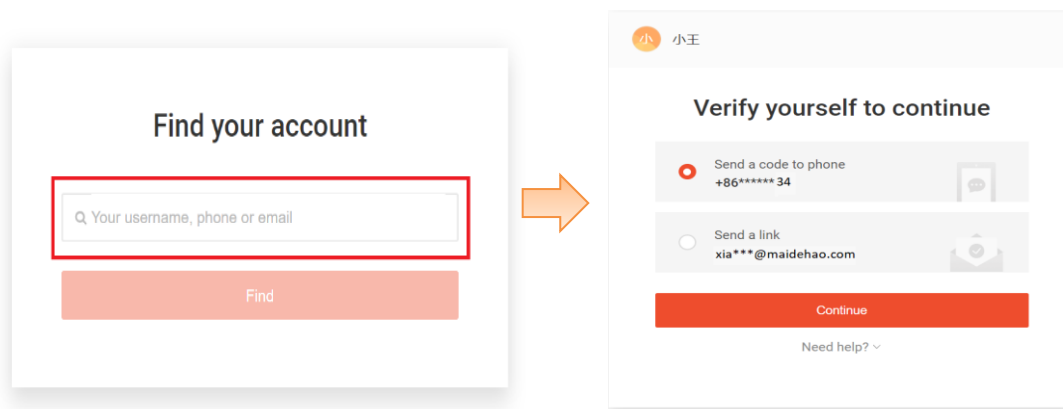 Find your account
Your username, phone or email
Find
小 小王
Verify yourself to continue
Send a code to phone
+86****** 34
Send a link
xia***@maidehao.com
Continue
Need help?